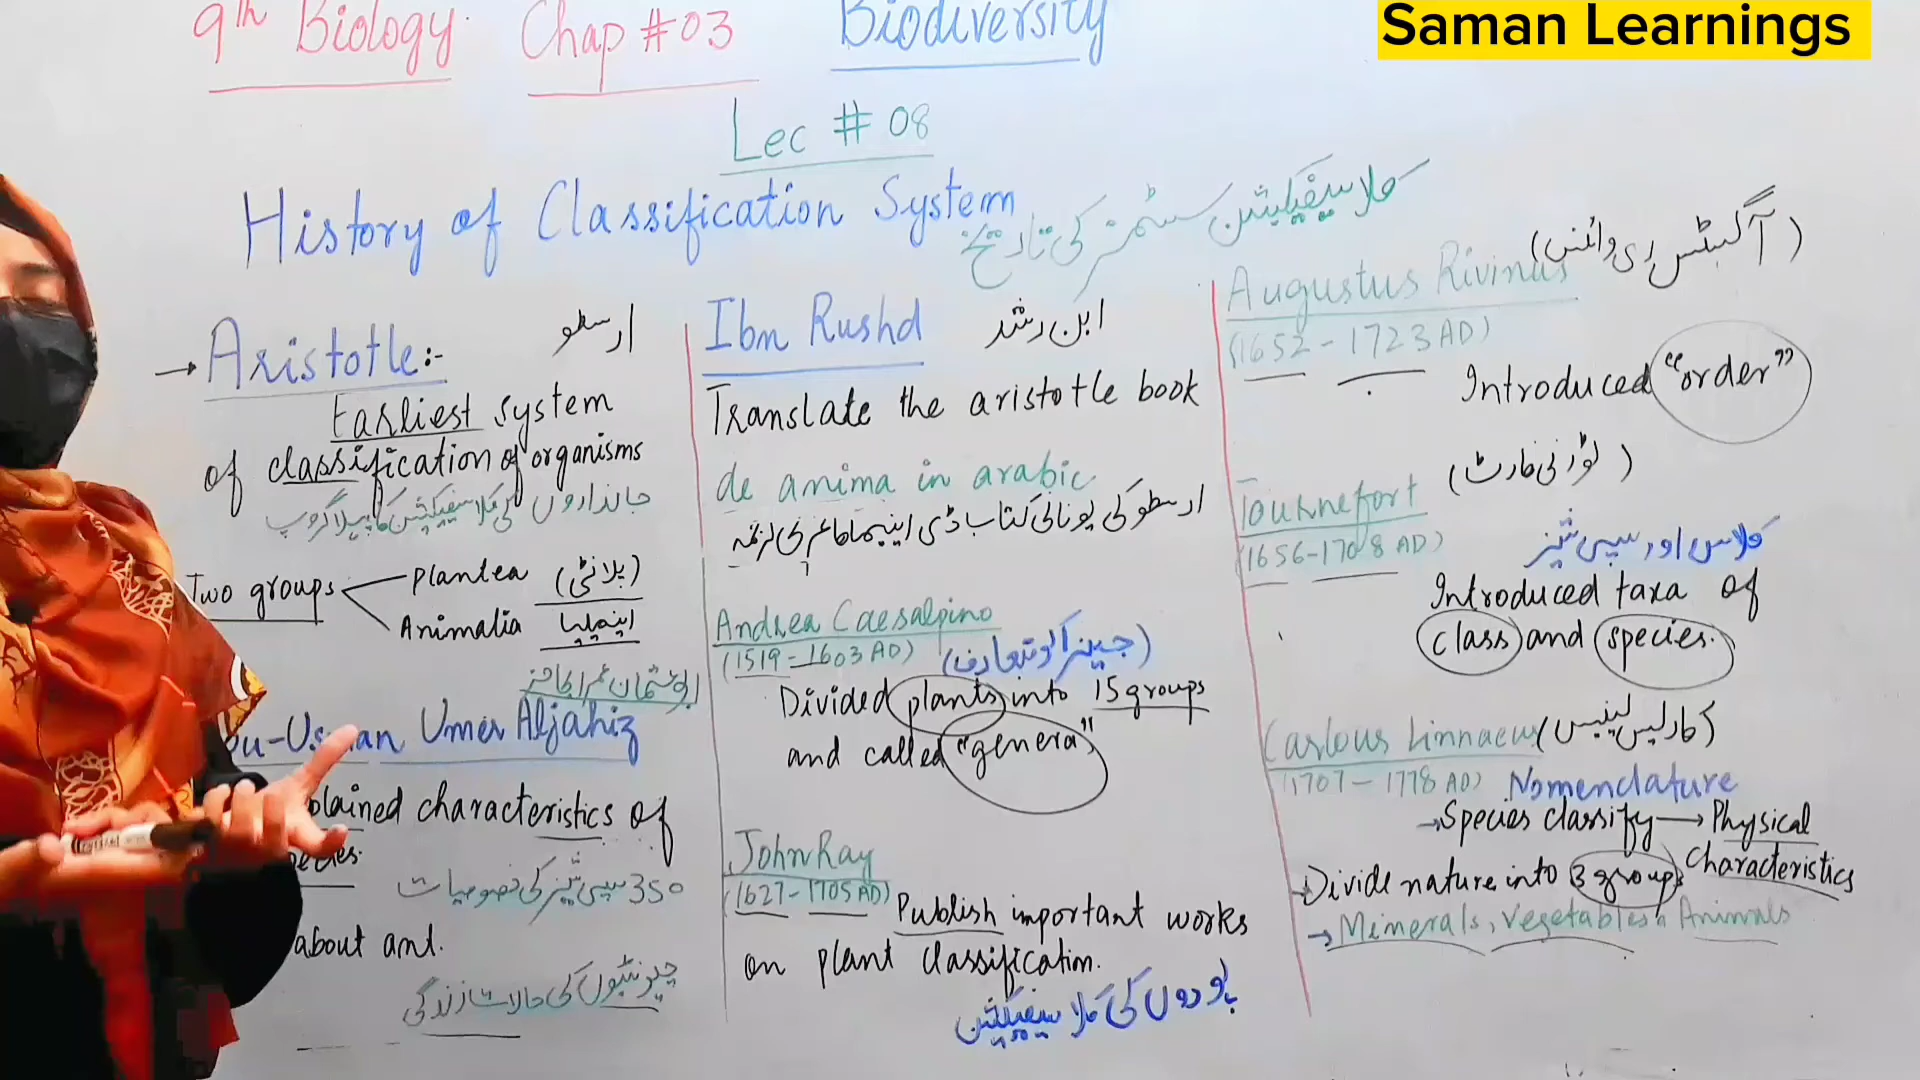 Saman Learnings
9th Biology Chap #03 Biodiversity
Lec # 08
History of Classification System
کلاسیفیکیشن سسٹمز کی تاریخ
→ Aristotle:- ارسطو
Earliest system
of classification of organisms
جانداروں کی کلاسیفیکیشن کا پہلا گروپ
Two groups
Plantea (پلانٹی)
Animalia اینیمیلیا
Umer Aljahiz
characteristics of
350 سپی شیز کی خصوصیات
about ant.
چیونٹیوں کی حالات زندگی
Ibn Rushd ابن رشد
Translate the aristotle book
de anima in arabic.
ارسطو کی یونانی کتاب ڈی اینیما کا عربی ترجمہ
Andrea Caesalpino
(1519-1603 AD)
Divided plants into 15 groups
and called "genera"
John Ray
(1627-1705 AD)
Publish important works
on plant classification.
پودوں کی کلاسیفیکیشن
Augustus Rivinus (آگسٹس ری وائنس)
(1652-1723 AD)
Introduced "order"
Tournefort (ٹورنی فارٹ)
(1656-1708 AD)
کلاس اور سپی شیز
Introduced taxa of
class and species.
Carlous Linnaeus (کارلیس لینیس)
(1707-1778 AD) Nomenclature
→ Species classify → Physical
Characteristics
→ Divide nature into 3 groups
→ Minerals, Vegetables, Animals